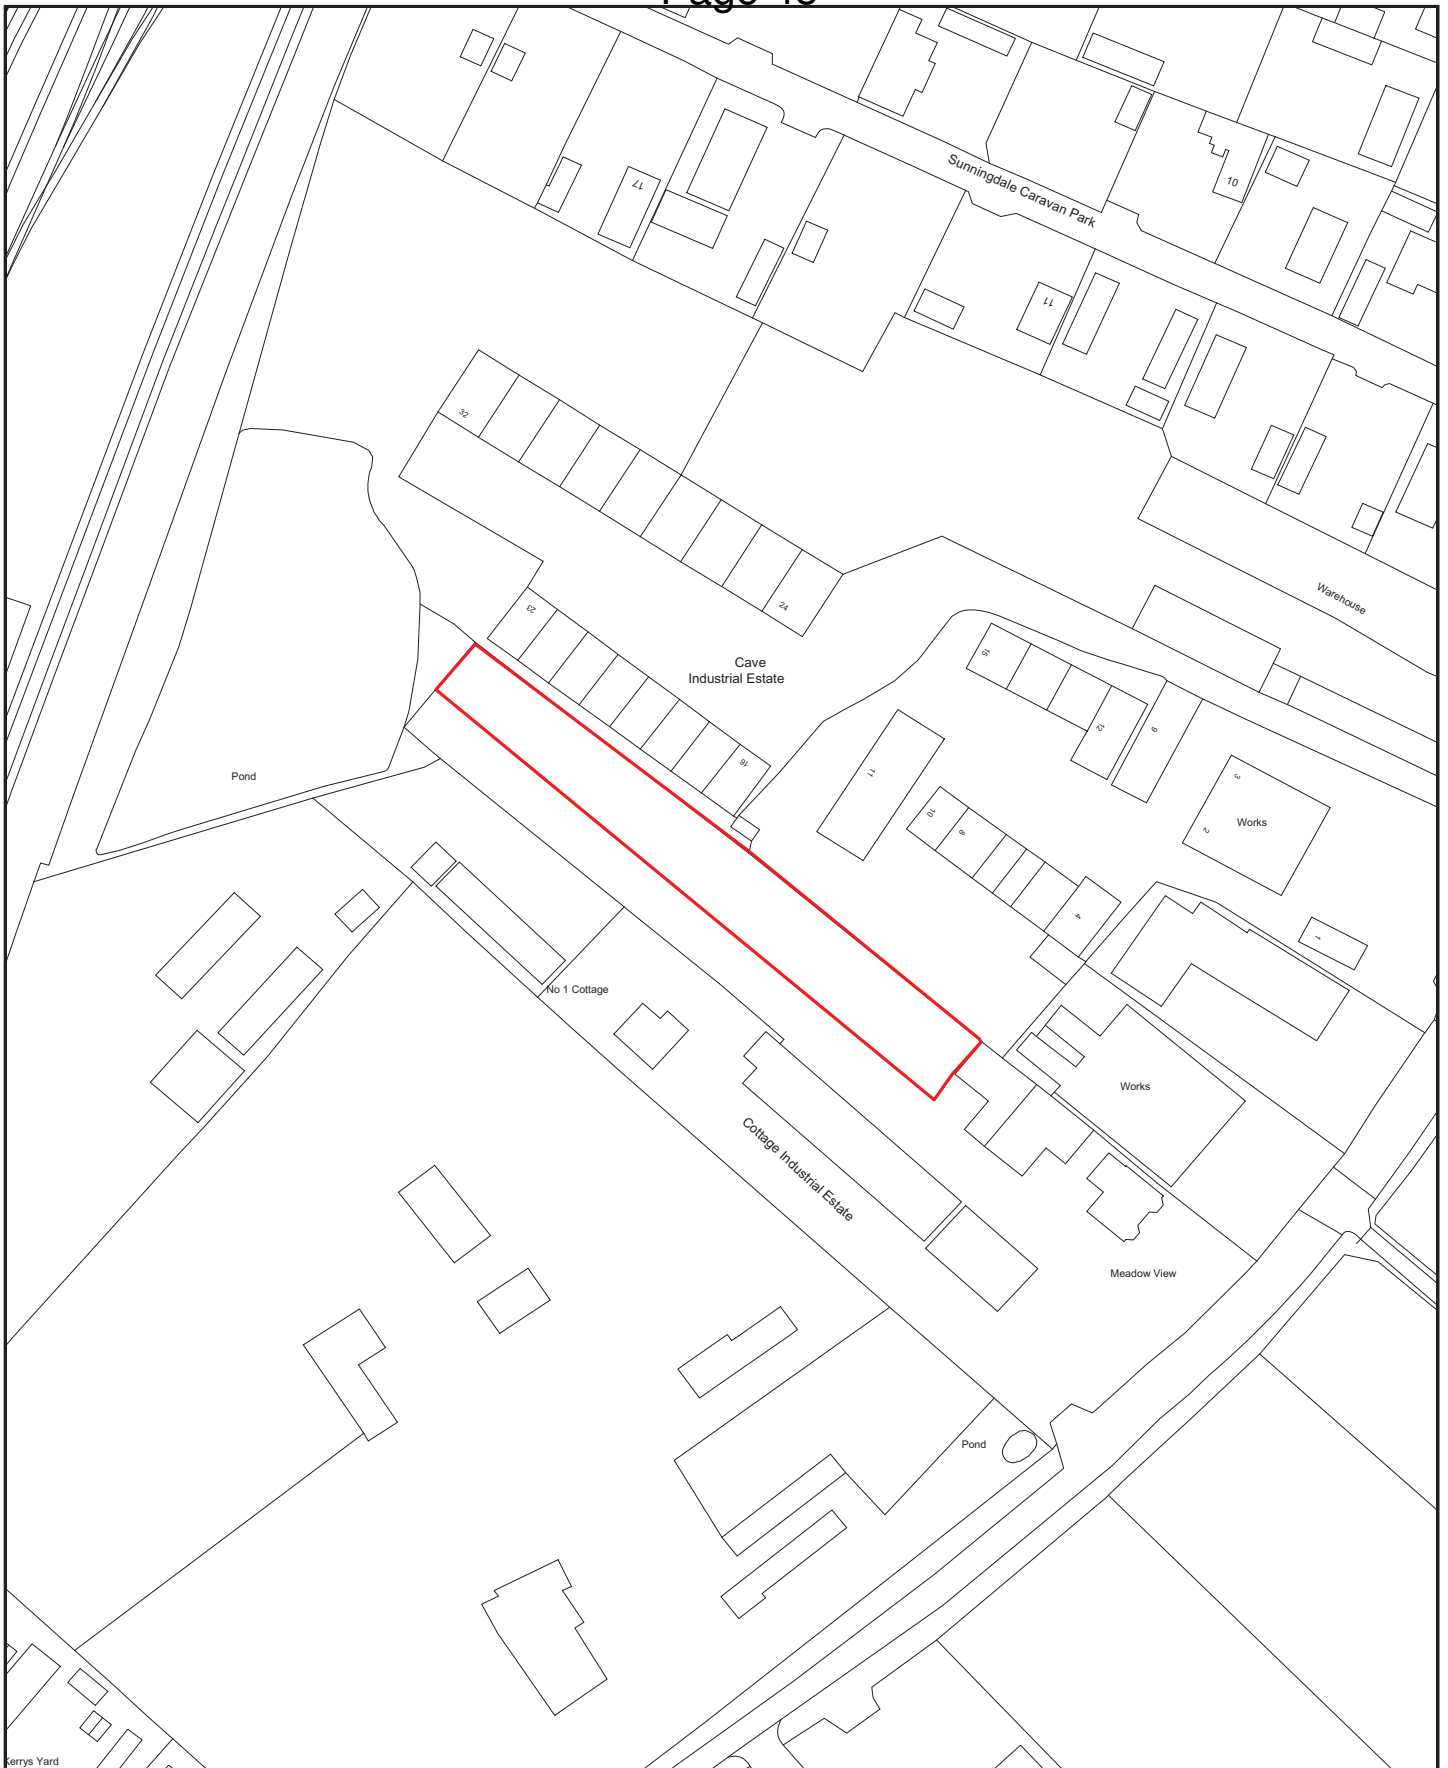 Sunningdale Caravan Park
17
10
11
32
24
Warehouse
23
Cave
Industrial Estate
15
12
9
16
11
3
2
Works
10
8
4
1
Pond
No 1 Cottage
Works
Cottage Industrial Estate
Meadow View
Pond
Kerrys Yard